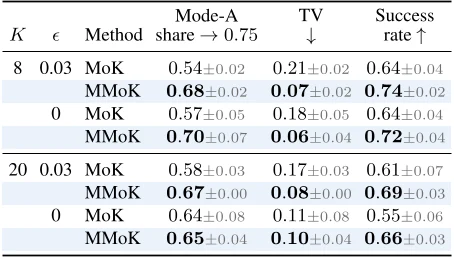 Mode-A TV Success
K ϵ Method share → 0.75 ↓ rate ↑
8 0.03 MoK 0.54±0.02 0.21±0.02 0.64±0.04
MMoK 0.68±0.02 0.07±0.02 0.74±0.02
0 MoK 0.57±0.05 0.18±0.05 0.64±0.04
MMoK 0.70±0.07 0.06±0.04 0.72±0.04
20 0.03 MoK 0.58±0.03 0.17±0.03 0.61±0.07
MMoK 0.67±0.00 0.08±0.00 0.69±0.03
0 MoK 0.64±0.08 0.11±0.08 0.55±0.06
MMoK 0.65±0.04 0.10±0.04 0.66±0.03